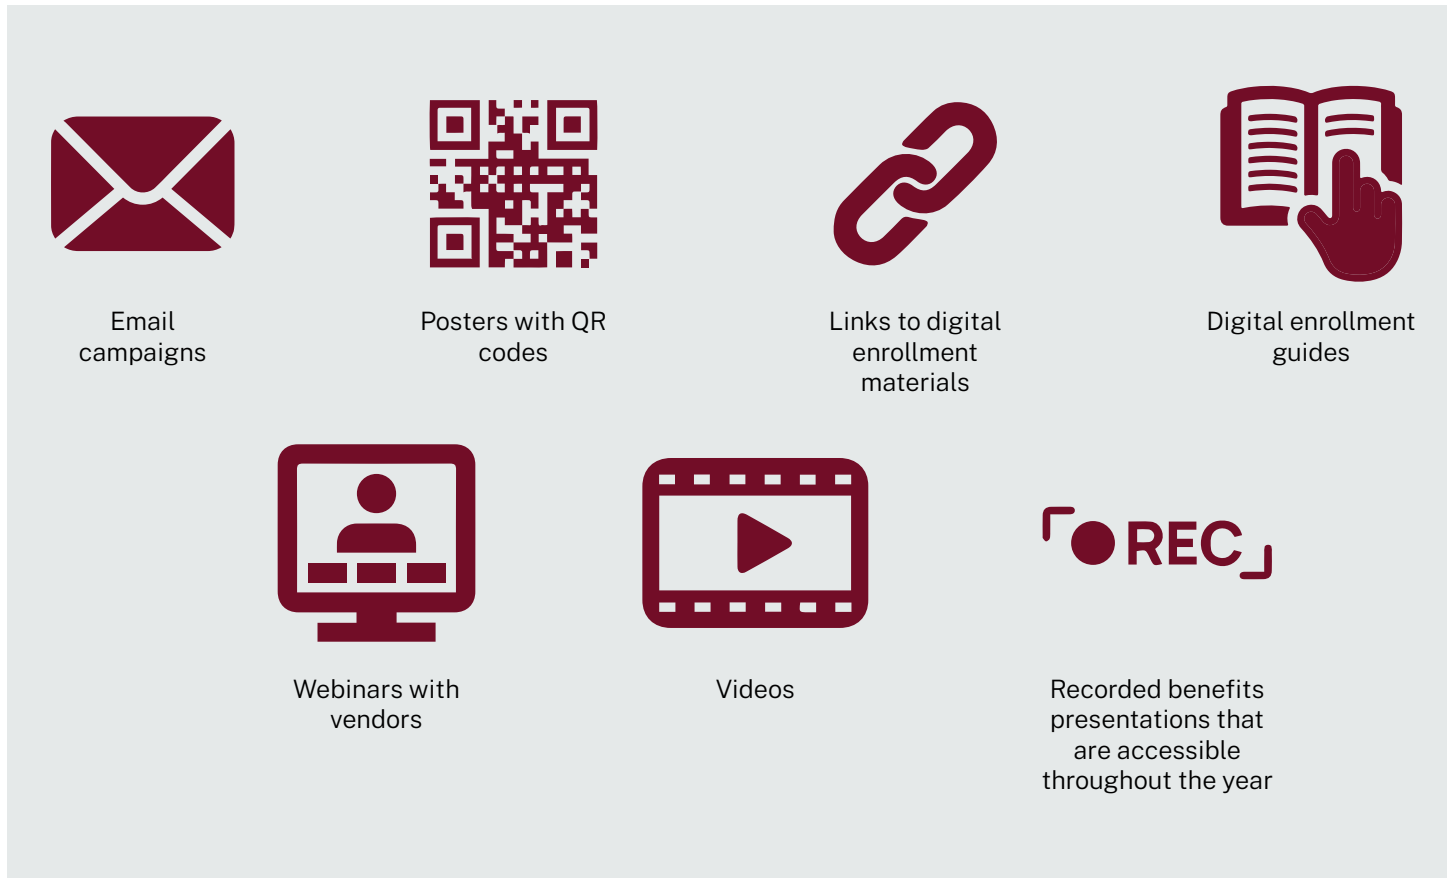 Email
campaigns
Posters with QR
codes
Links to digital
enrollment
materials
Digital enrollment
guides
REC
Webinars with
vendors
Videos
Recorded benefits
presentations that
are accessible
throughout the year